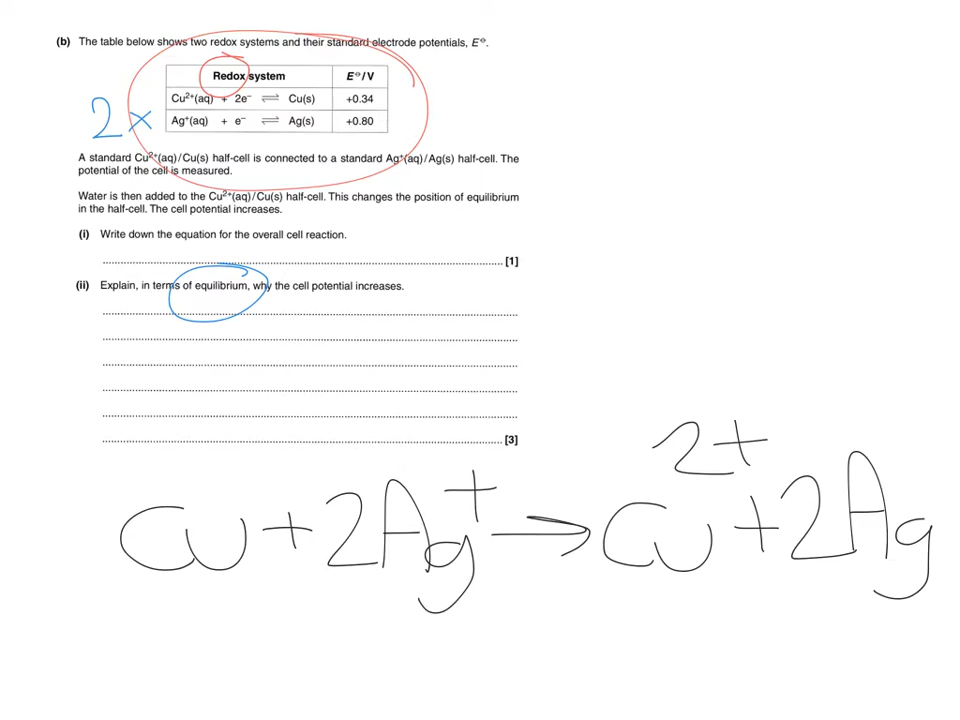 (b) The table below shows two redox systems and their standard electrode potentials, E⦵.
Redox system E⦵/V
Cu²⁺(aq) + 2e⁻ ⇌ Cu(s) +0.34
2× Ag⁺(aq) + e⁻ ⇌ Ag(s) +0.80
A standard Cu²⁺(aq)/Cu(s) half-cell is connected to a standard Ag⁺(aq)/Ag(s) half-cell. The
potential of the cell is measured.
Water is then added to the Cu²⁺(aq)/Cu(s) half-cell. This changes the position of equilibrium
in the half-cell. The cell potential increases.
(i) Write down the equation for the overall cell reaction.
[1]
(ii) Explain, in terms of equilibrium, why the cell potential increases.
[3]
Cu + 2Ag⁺ → Cu²⁺ + 2Ag